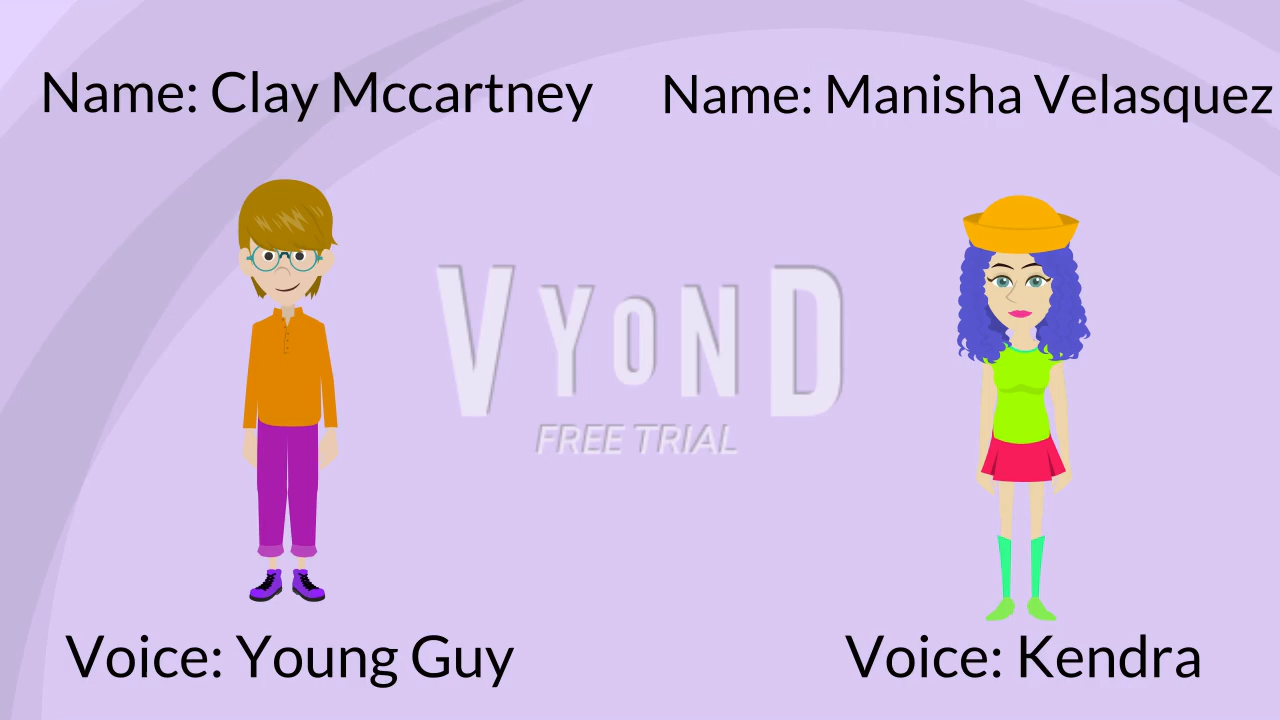 Name: Clay Mccartney
Name: Manisha Velasquez
VYOND
FREE TRIAL
Voice: Young Guy
Voice: Kendra